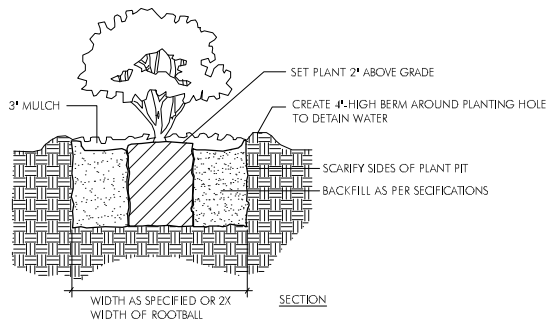 SET PLANT 2" ABOVE GRADE
3" MULCH
CREATE 4"-HIGH BERM AROUND PLANTING HOLE
TO DETAIN WATER
SCARIFY SIDES OF PLANT PIT
BACKFILL AS PER SECIFICATIONS
WIDTH AS SPECIFIED OR 2X
WIDTH OF ROOTBALL
SECTION